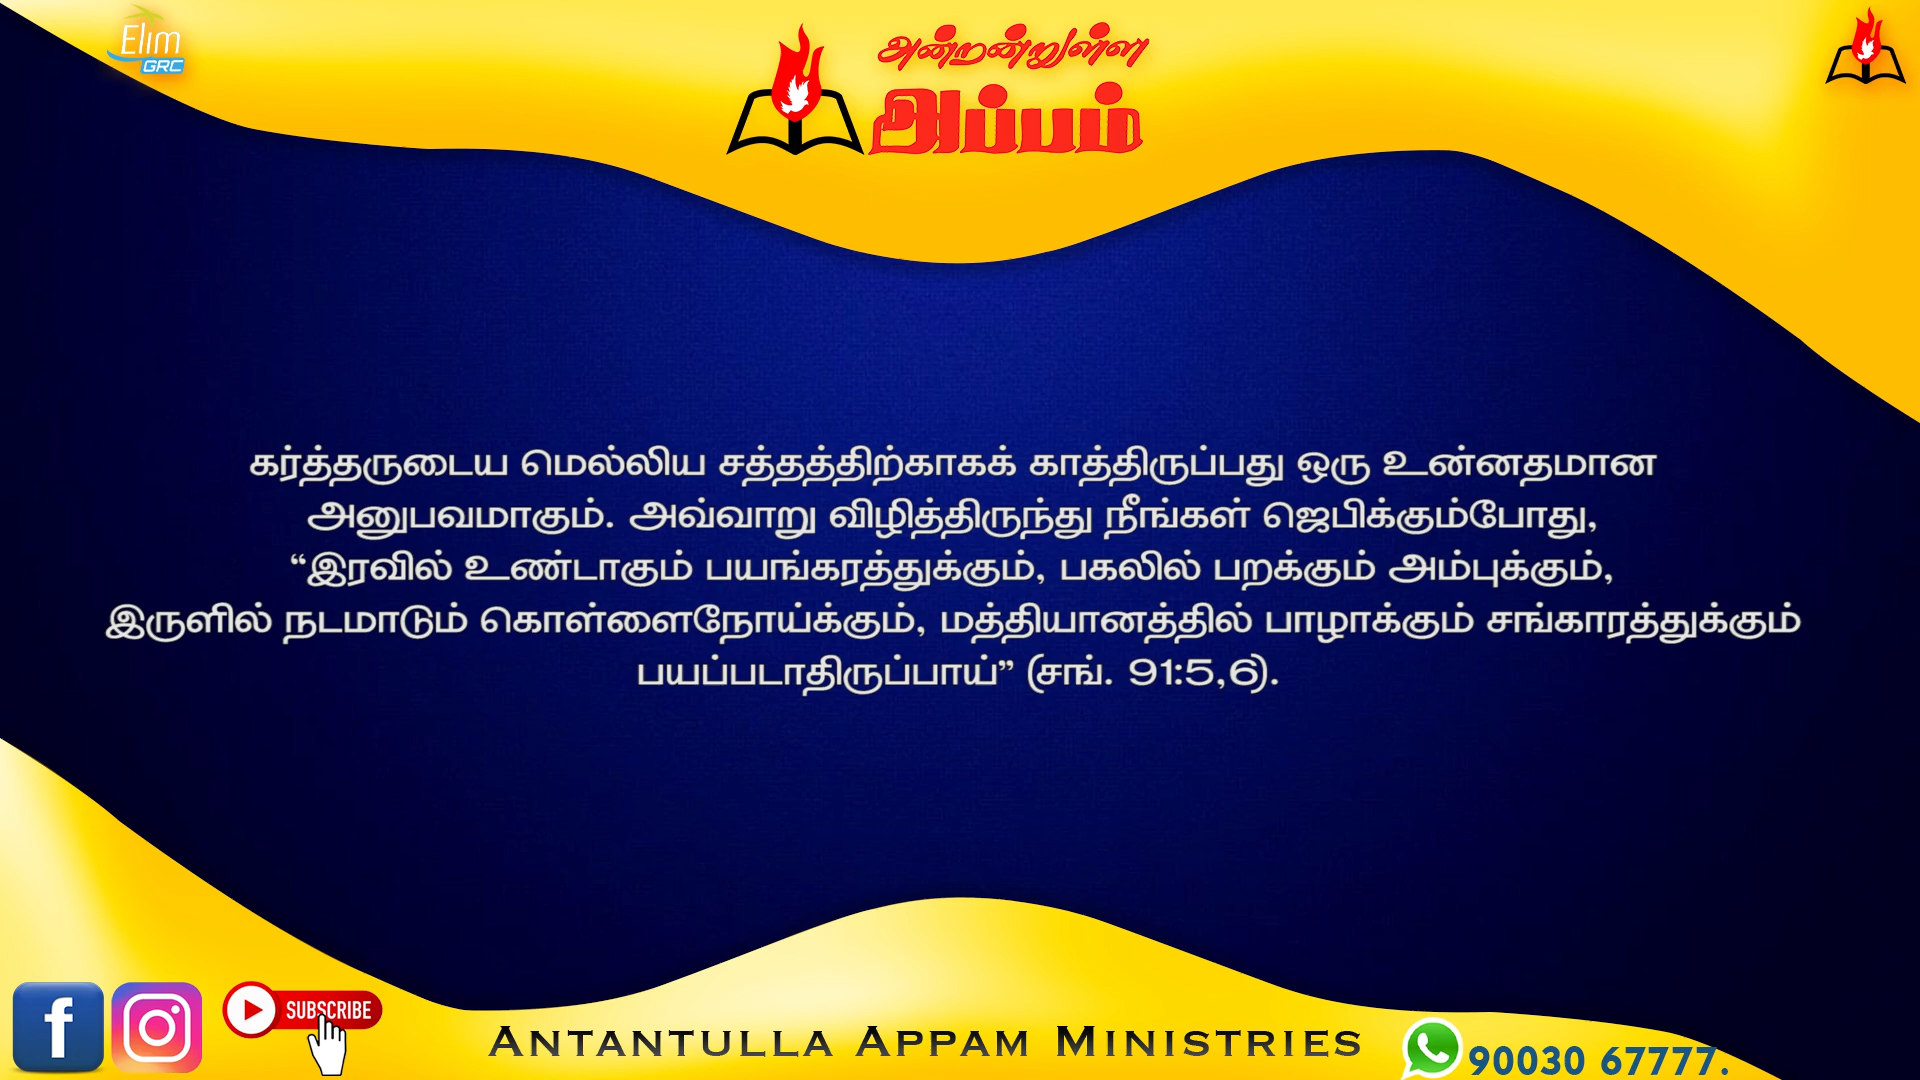 Elim
GRC
அன்றன்றுள்ள
அப்பம்
கர்த்தருடைய மெல்லிய சத்தத்திற்காகக் காத்திருப்பது ஒரு உன்னதமான
அனுபவமாகும். அவ்வாறு விழித்திருந்து நீங்கள் ஜெபிக்கும்போது,
“இரவில் உண்டாகும் பயங்கரத்துக்கும், பகலில் பறக்கும் அம்புக்கும்,
இருளில் நடமாடும் கொள்ளைநோய்க்கும், மத்தியானத்தில் பாழாக்கும் சங்காரத்துக்கும்
பயப்படாதிருப்பாய்” (சங். 91:5,6).
SUBSCRIBE
ANTANTULLA APPAM MINISTRIES
90030 67777.